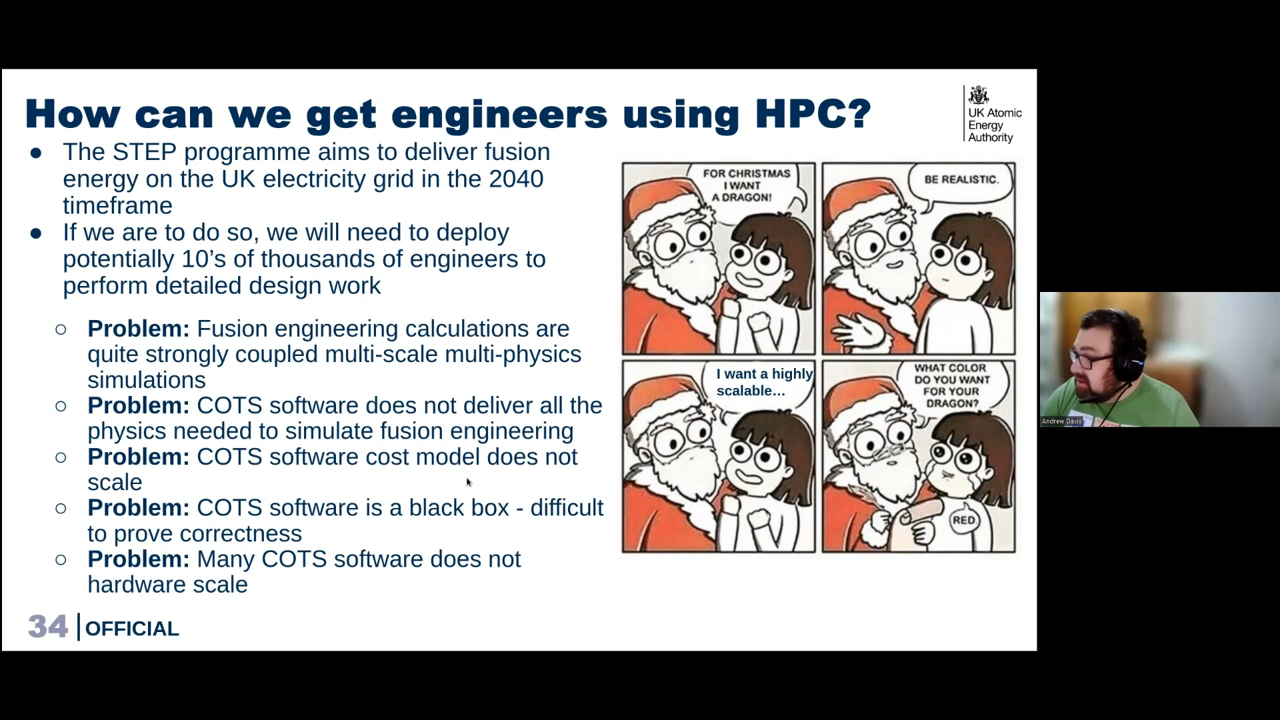 How can we get engineers using HPC?
UK Atomic
Energy
Authority
● The STEP programme aims to deliver fusion
energy on the UK electricity grid in the 2040
timeframe
● If we are to do so, we will need to deploy
potentially 10’s of thousands of engineers to
perform detailed design work
○ Problem: Fusion engineering calculations are
quite strongly coupled multi-scale multi-physics
simulations
○ Problem: COTS software does not deliver all the
physics needed to simulate fusion engineering
○ Problem: COTS software cost model does not
scale
○ Problem: COTS software is a black box - difficult
to prove correctness
○ Problem: Many COTS software does not
hardware scale
FOR CHRISTMAS
I WANT
A DRAGON!
BE REALISTIC.
I want a highly
scalable…
WHAT COLOR
DO YOU WANT
FOR YOUR
DRAGON?
RED.
34 OFFICIAL
Andrew Davis